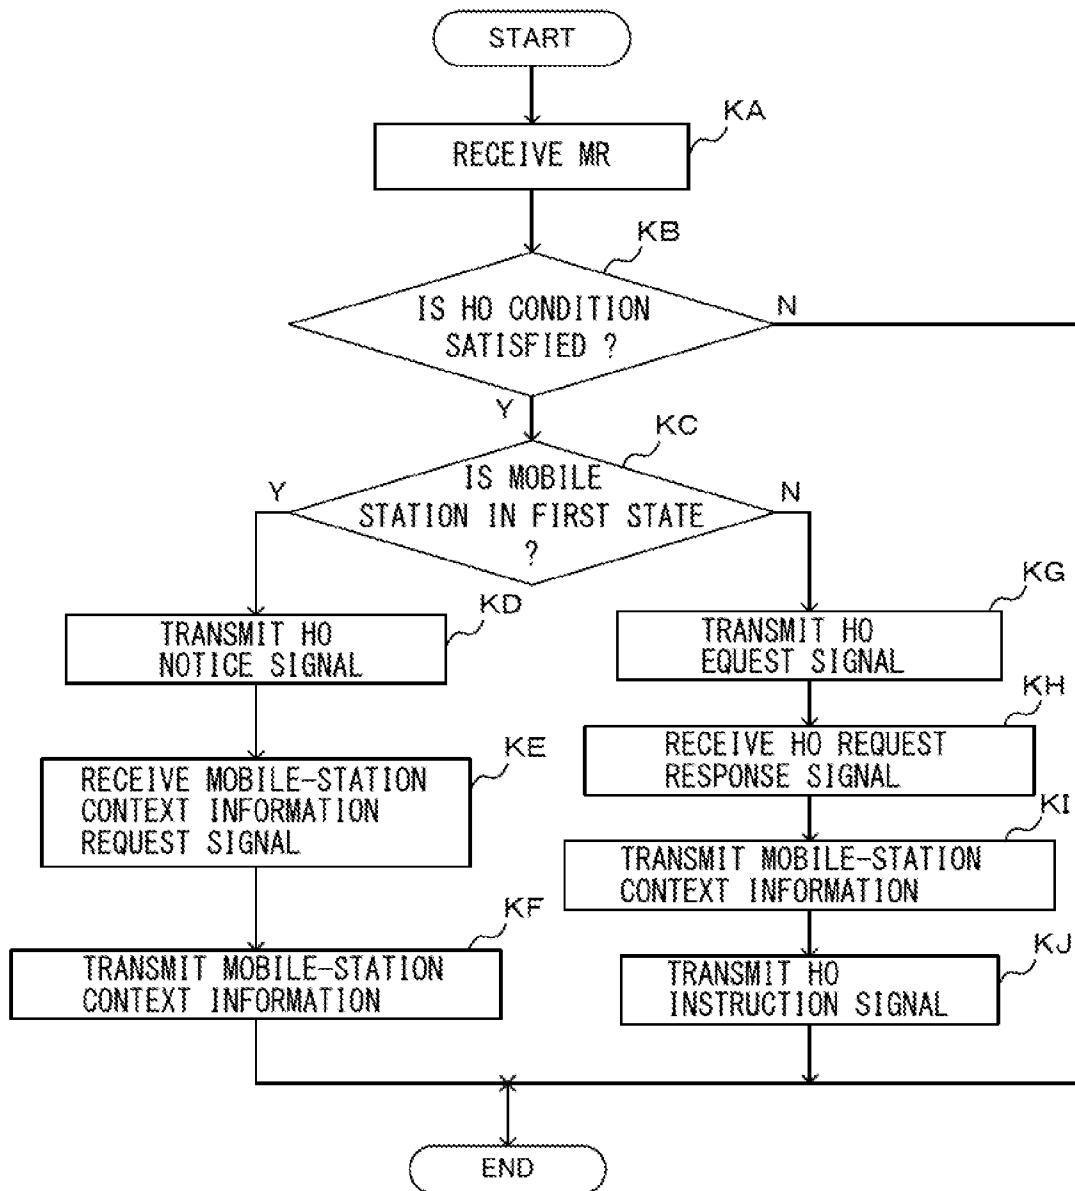 START
KA
RECEIVE MR
KB
IS HO CONDITION
SATISFIED ?
N
Y
KC
IS MOBILE
STATION IN FIRST STATE
?
Y
N
KD
TRANSMIT HO
NOTICE SIGNAL
KG
TRANSMIT HO
EQUEST SIGNAL
KE
RECEIVE MOBILE-STATION
CONTEXT INFORMATION
REQUEST SIGNAL
KH
RECEIVE HO REQUEST
RESPONSE SIGNAL
KI
TRANSMIT MOBILE-STATION
CONTEXT INFORMATION
KF
TRANSMIT MOBILE-STATION
CONTEXT INFORMATION
KJ
TRANSMIT HO
INSTRUCTION SIGNAL
END